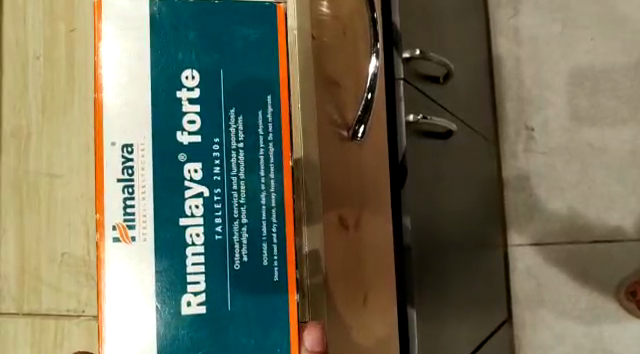 Himalaya®
SINCE 1930
Rumalaya® forte
TABLETS 2Nx30s
Osteoarthritis, cervical and lumbar spondylosis,
arthralgia, gout, frozen shoulder & sprains.
DOSAGE: 1 tablet twice daily, or as directed by your physician.
Store in a cool and dry place, away from direct sunlight. Do not refrigerate.